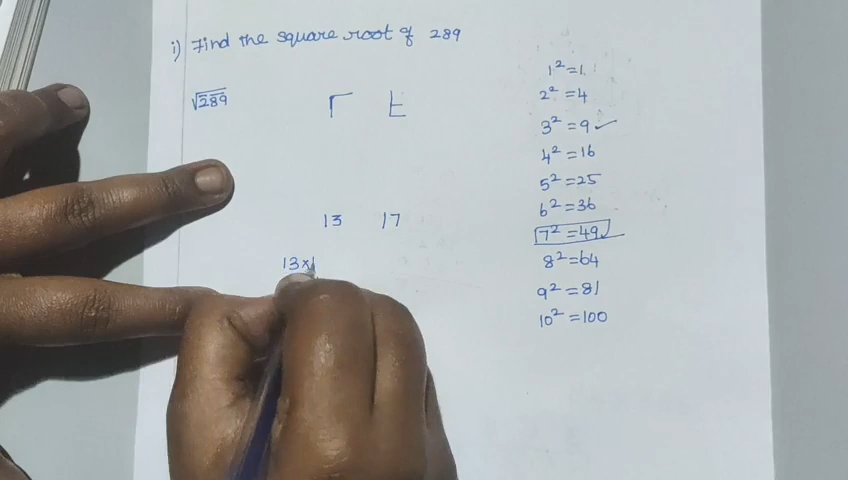 i) Find the square root of 289
√289
13 17
13×1
1² = 1
2² = 4
3² = 9 ✓
4² = 16
5² = 25
6² = 36
7² = 49
8² = 64
9² = 81
10² = 100